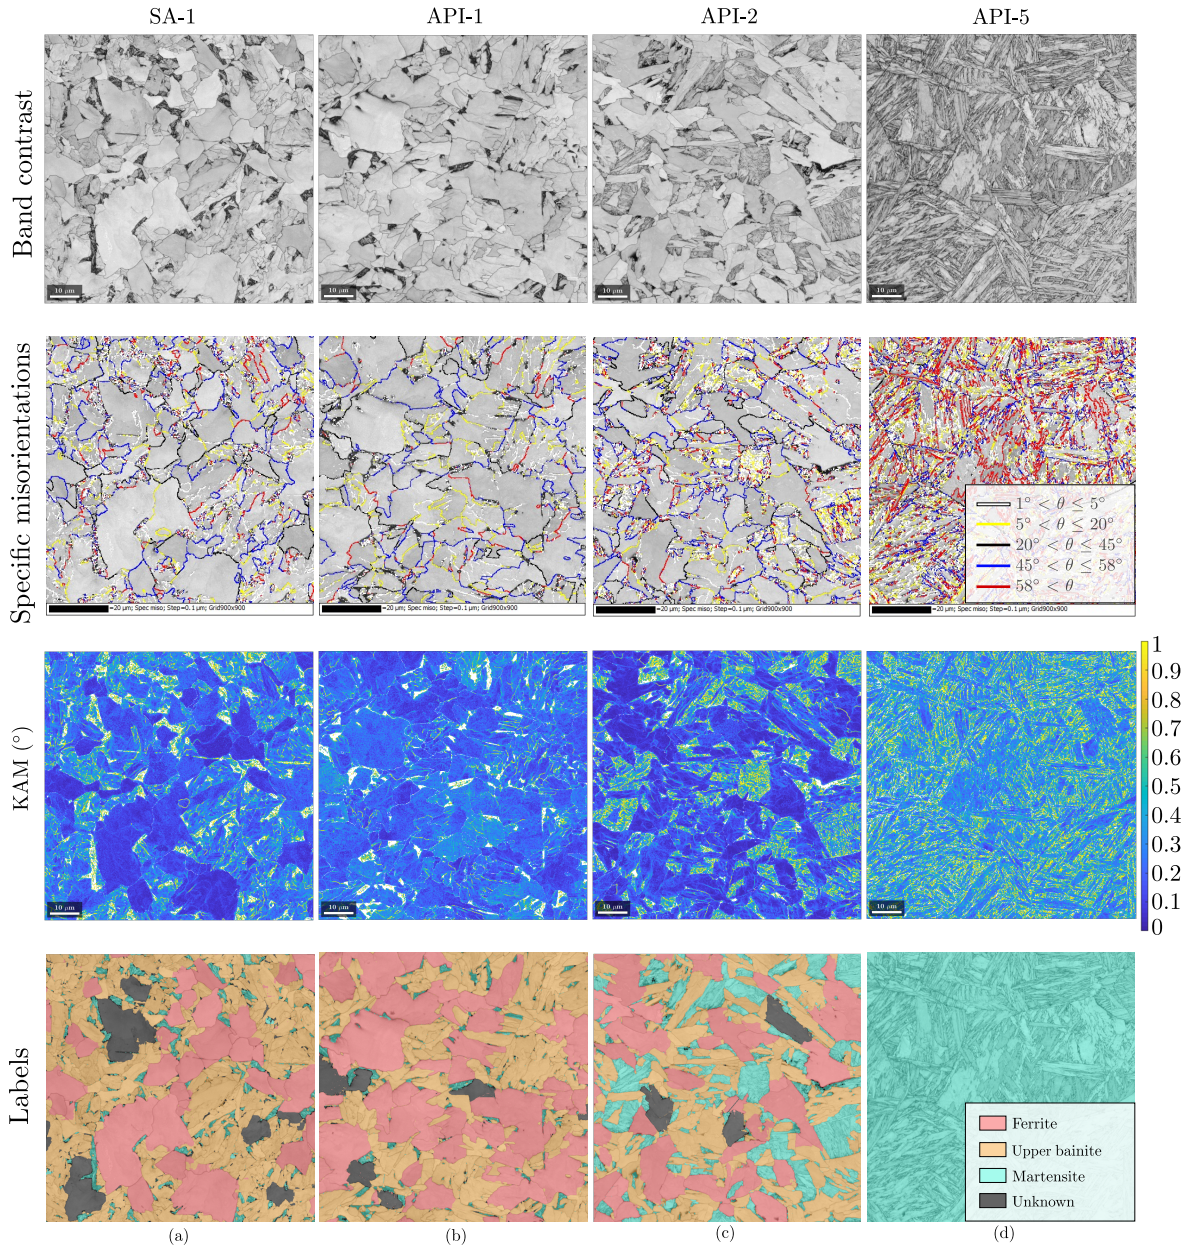 SA-1 API-1 API-2 API-5
Band contrast
10 μm 10 μm 10 μm 10 μm
Specific misorientations
1° < θ ≤ 5°
5° < θ ≤ 20°
20° < θ ≤ 45°
45° < θ ≤ 58°
58° < θ
=20 μm; Spec miso; Step=0.1 μm; Grid900x900 =20 μm; Spec miso; Step=0.1 μm; Grid900x900 =20 μm; Spec miso; Step=0.1 μm; Grid900x900 =20 μm; Spec miso; Step=0.1 μm; Grid900x900
KAM (°)
1
0.9
0.8
0.7
0.6
0.5
0.4
0.3
0.2
0.1
0
10 μm 10 μm 10 μm 10 μm
Labels
Ferrite
Upper bainite
Martensite
Unknown
(a) (b) (c) (d)